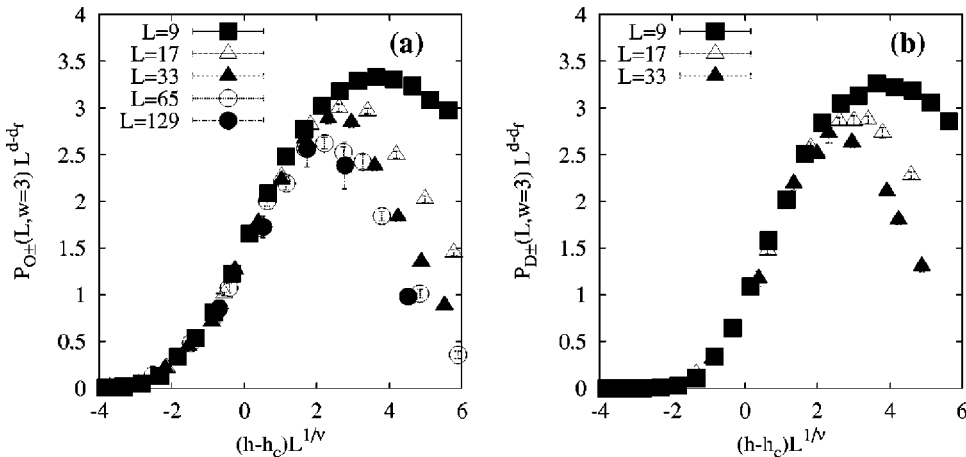 4
3.5
3
2.5
2
1.5
1
0.5
0
-4
-2
0
2
4
6
P_{O±}(L,w=3) L^{d-d_f}
(h-h_c)L^{1/ν}
L=9
L=17
L=33
L=65
L=129
(a)
4
3.5
3
2.5
2
1.5
1
0.5
0
-4
-2
0
2
4
6
P_{D±}(L,w=3) L^{d-d_f}
(h-h_c)L^{1/ν}
L=9
L=17
L=33
(b)